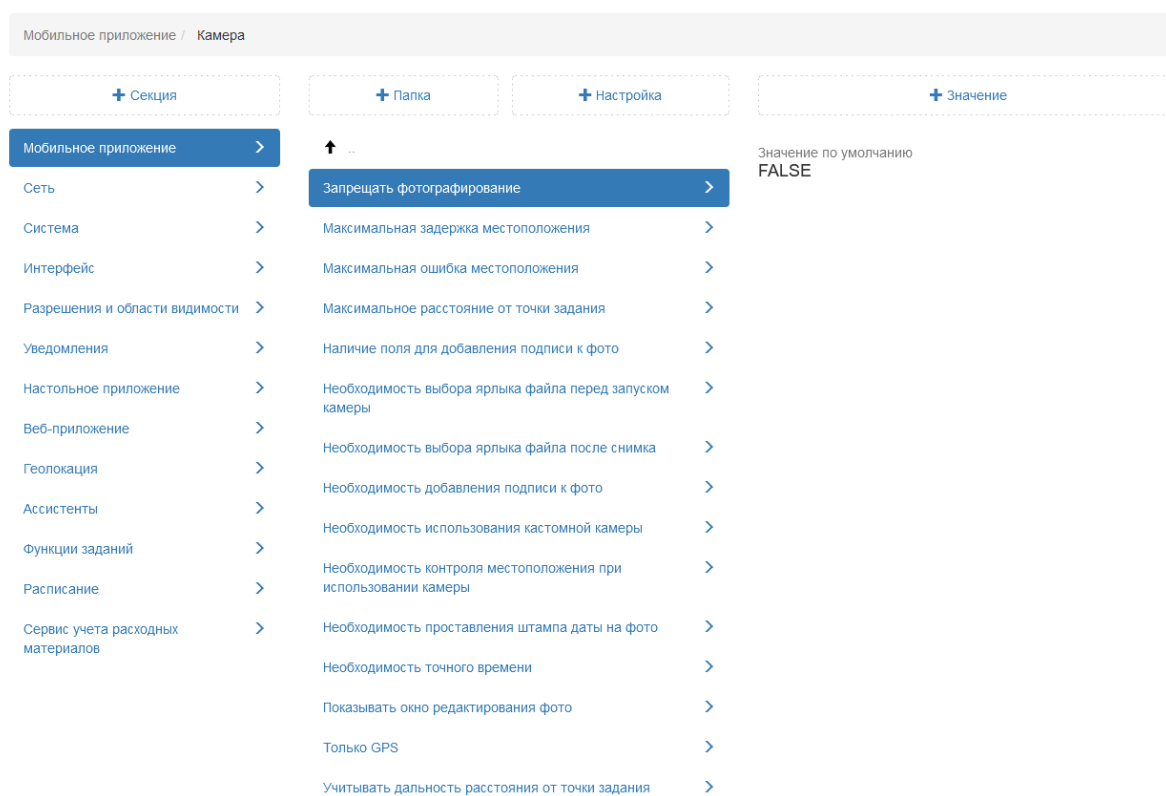 Мобильное приложение / Камера
+ Секция
+ Папка
+ Настройка
+ Значение
Мобильное приложение
Сеть
Система
Интерфейс
Разрешения и области видимости
Уведомления
Настольное приложение
Веб-приложение
Геолокация
Ассистенты
Функции заданий
Расписание
Сервис учета расходных
материалов
..
Запрещать фотографирование
Максимальная задержка местоположения
Максимальная ошибка местоположения
Максимальное расстояние от точки задания
Наличие поля для добавления подписи к фото
Необходимость выбора ярлыка файла перед запуском
камеры
Необходимость выбора ярлыка файла после снимка
Необходимость добавления подписи к фото
Необходимость использования кастомной камеры
Необходимость контроля местоположения при
использовании камеры
Необходимость проставления штампа даты на фото
Необходимость точного времени
Показывать окно редактирования фото
Только GPS
Учитывать дальность расстояния от точки задания
Значение по умолчанию
FALSE